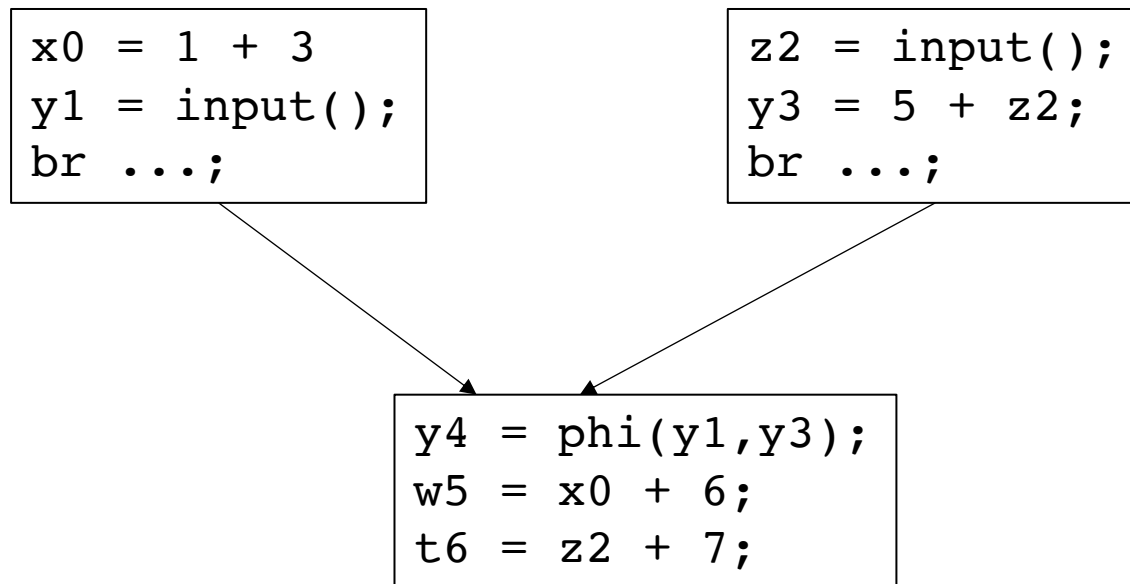 x0 = 1 + 3
y1 = input();
br ...;
z2 = input();
y3 = 5 + z2;
br ...;
y4 = phi(y1,y3);
w5 = x0 + 6;
t6 = z2 + 7;